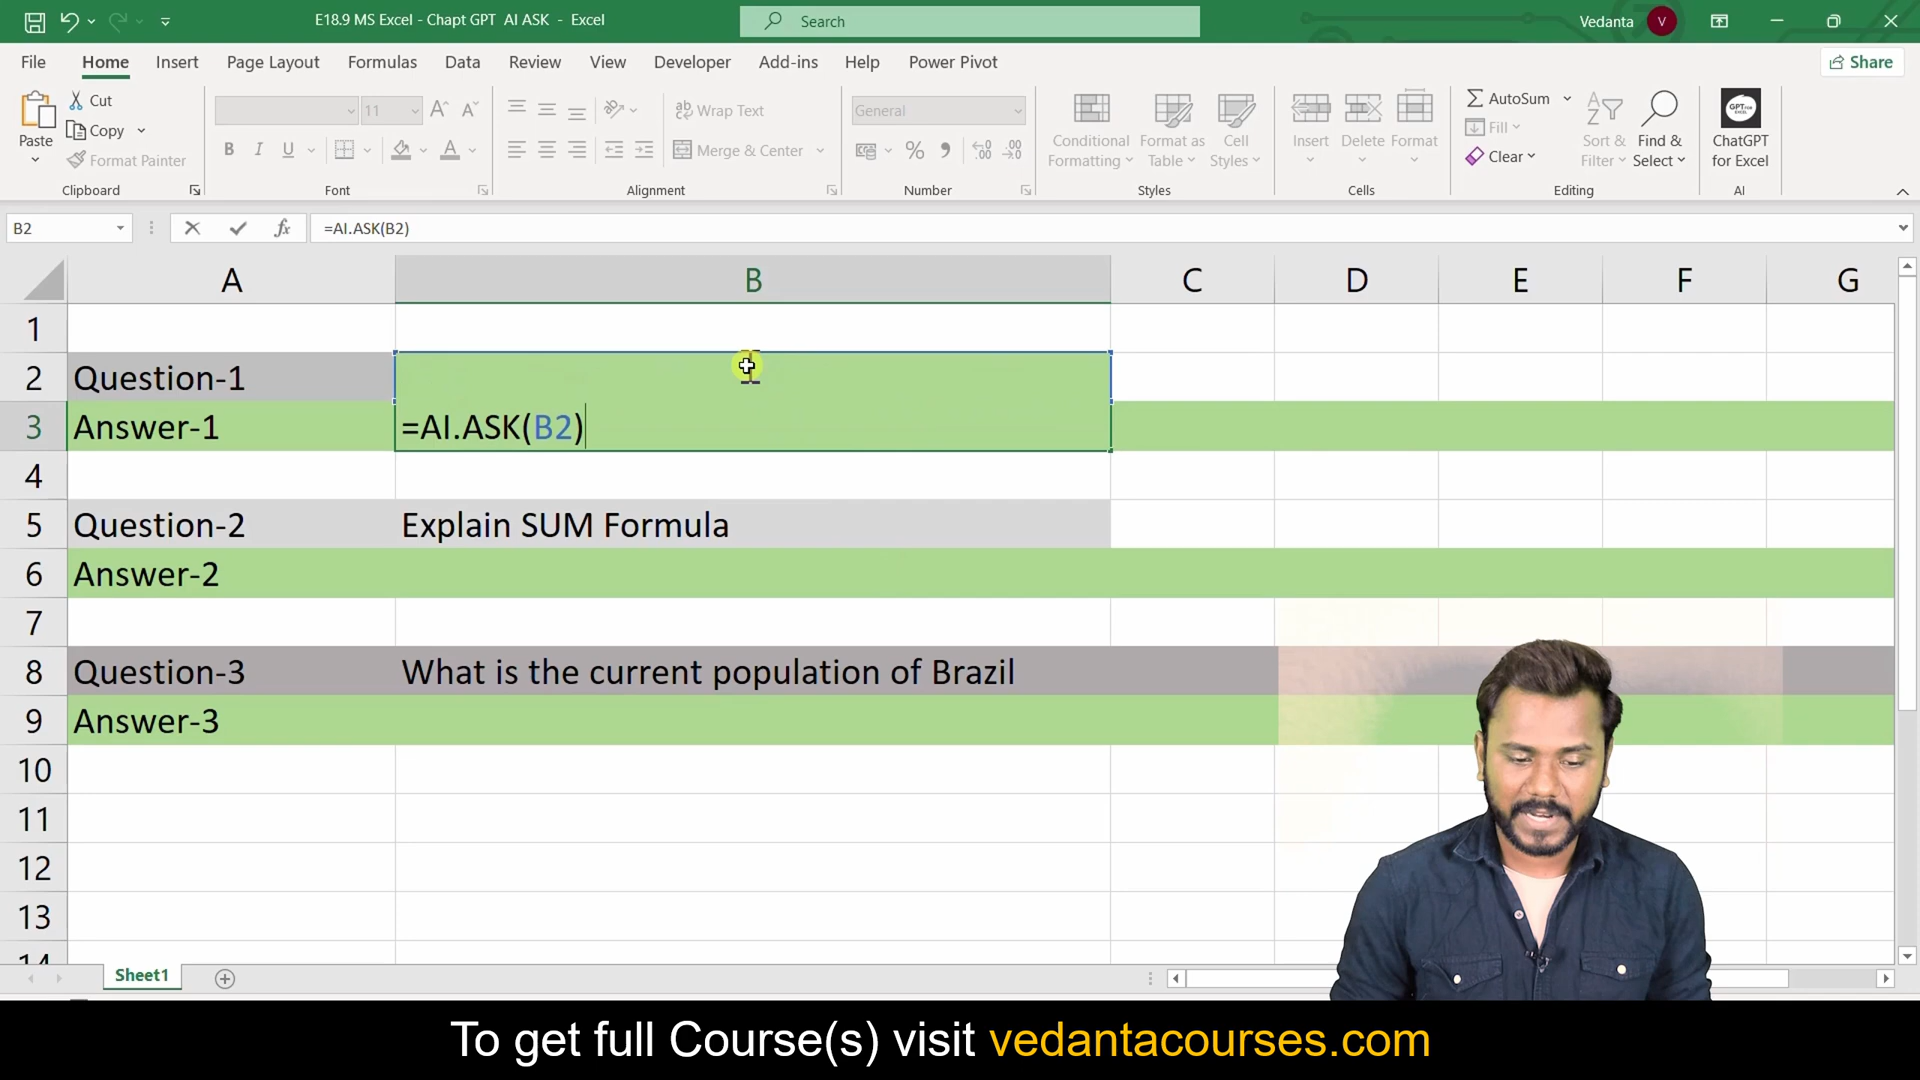 E18.9 MS Excel - Chapt GPT AI ASK - Excel
Search
Vedanta V
File Home Insert Page Layout Formulas Data Review View Developer Add-ins Help Power Pivot
Share
Paste
Cut
Copy
Format Painter
Clipboard
11
A A
B I U A
Font
Wrap Text
Merge & Center
Alignment
General
% 9
Number
Conditional Formatting
Format as Table
Cell Styles
Styles
Insert
Delete
Format
Cells
AutoSum
Fill
Clear
Sort & Filter
Find & Select
Editing
ChatGPT for Excel
AI
B2
fx
=AI.ASK(B2)
A B C D E F G
1
2 Question-1
3 Answer-1 =AI.ASK(B2)
4
5 Question-2 Explain SUM Formula
6 Answer-2
7
8 Question-3 What is the current population of Brazil
9 Answer-3
10
11
12
13
14
Sheet1
To get full Course(s) visit vedantacourses.com